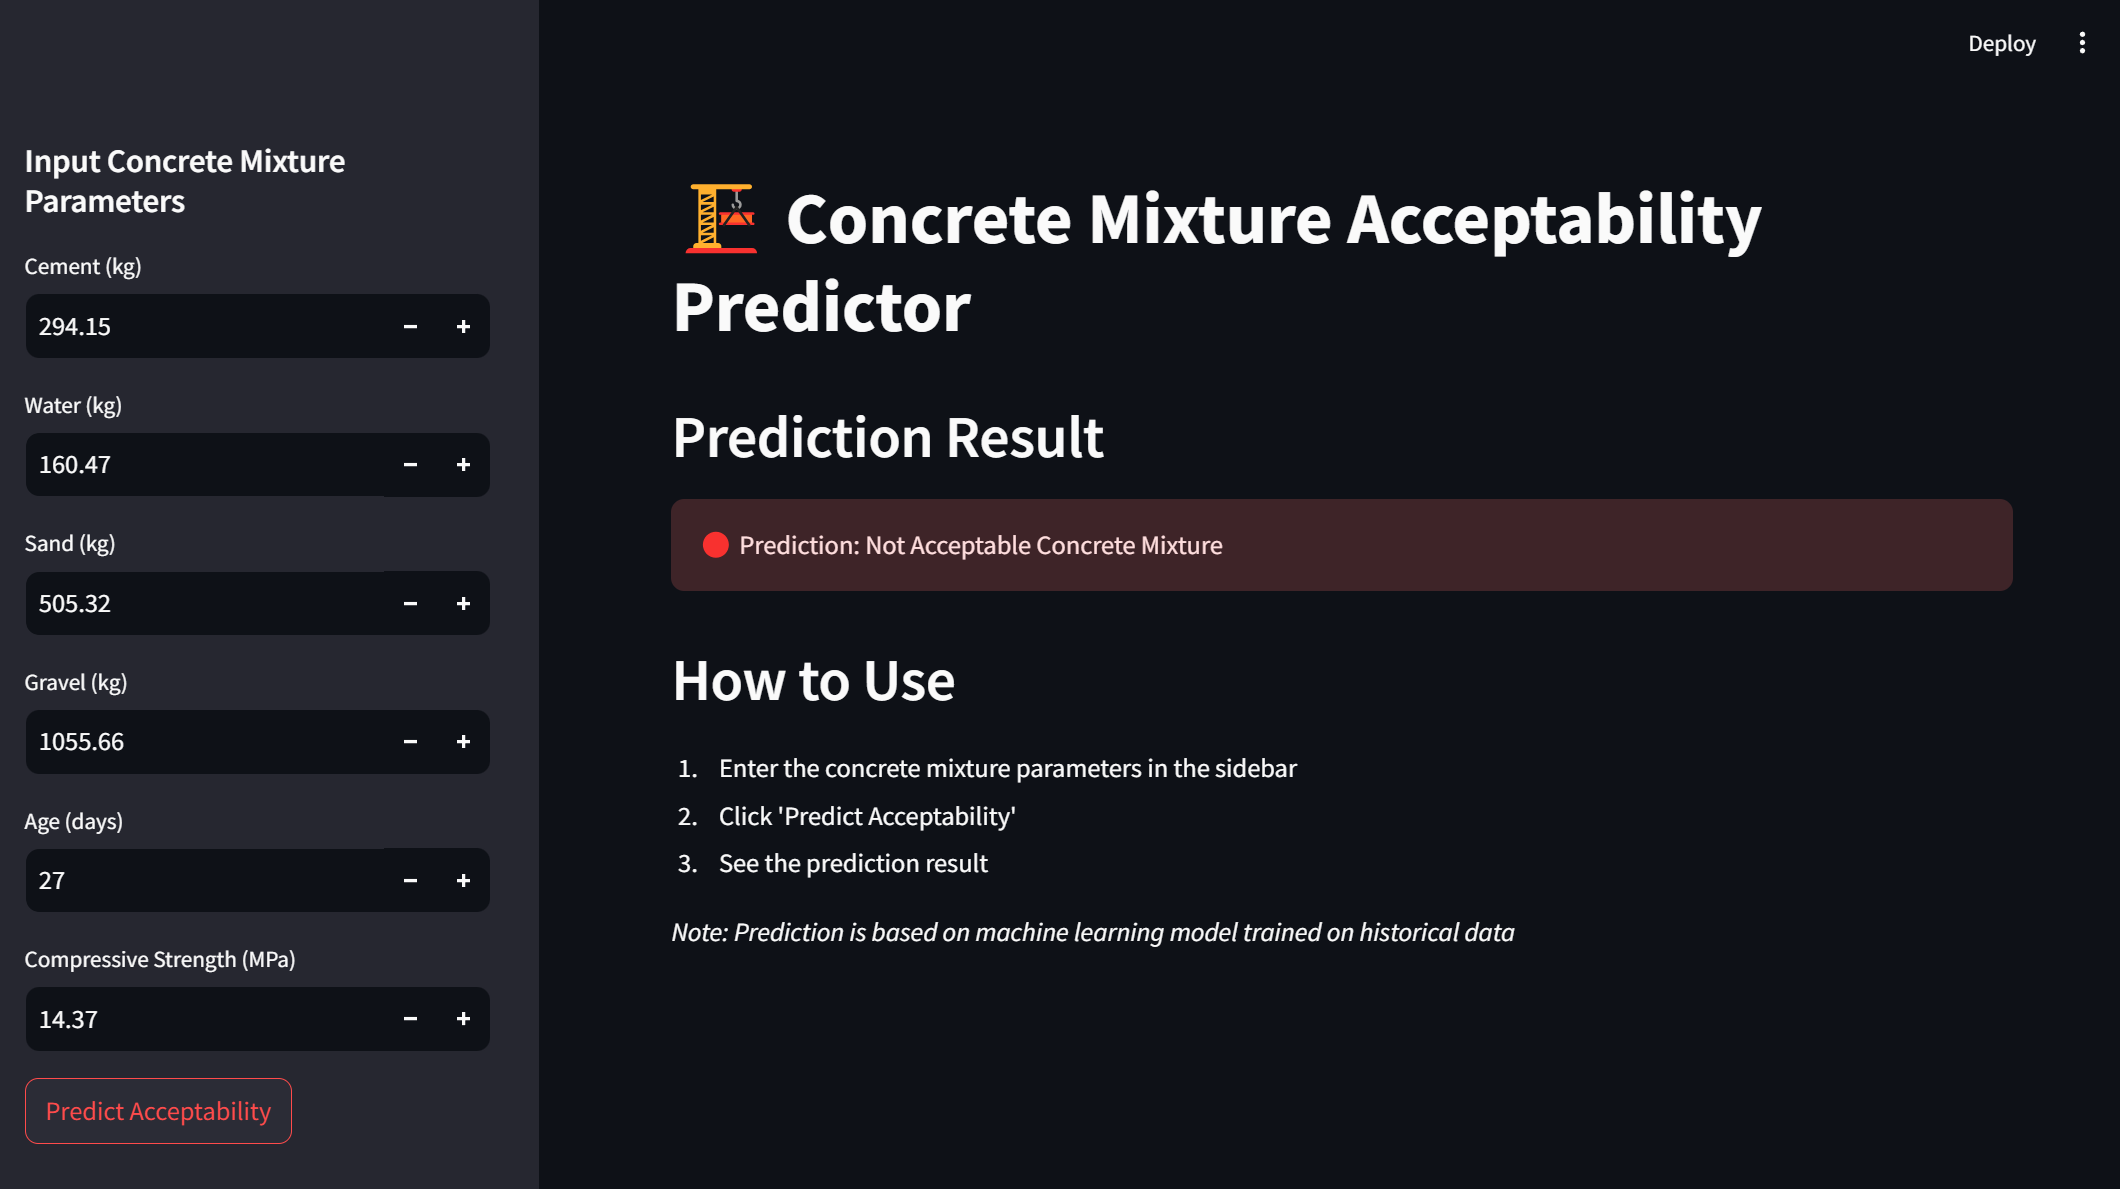 Deploy
Input Concrete Mixture
Parameters
Cement (kg)
294.15
Water (kg)
160.47
Sand (kg)
505.32
Gravel (kg)
1055.66
Age (days)
27
Compressive Strength (MPa)
14.37
Predict Acceptability
Concrete Mixture Acceptability
Predictor
Prediction Result
Prediction: Not Acceptable Concrete Mixture
How to Use
1. Enter the concrete mixture parameters in the sidebar
2. Click 'Predict Acceptability'
3. See the prediction result
Note: Prediction is based on machine learning model trained on historical data